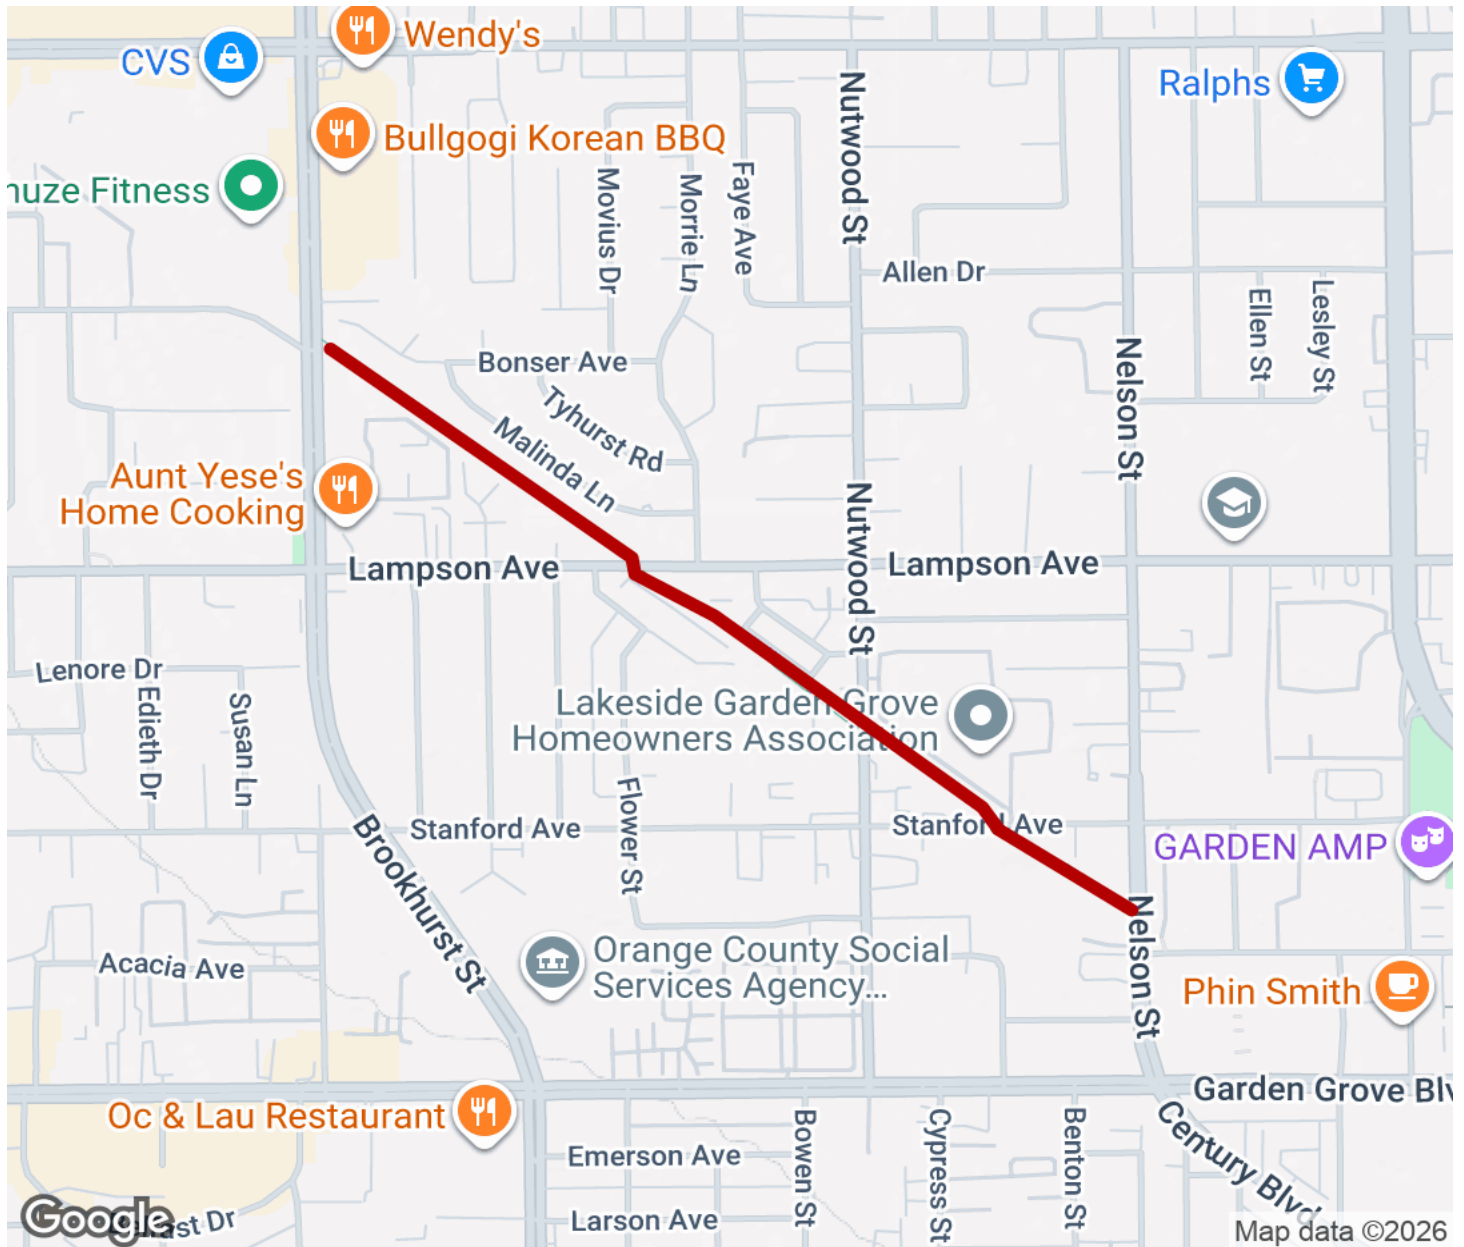 Wendy's
CVS
Ralphs
Bullgogi Korean BBQ
Nutwood St
huze Fitness
Movius Dr
Morrie Ln
Faye Ave
Allen Dr
Ellen St
Lesley St
Nelson St
Bonser Ave
Tyhurst Rd
Malinda Ln
Aunt Yese's
Home Cooking
Nutwood St
Lampson Ave
Lampson Ave
Lenore Dr
Edieth Dr
Susan Ln
Lakeside Garden Grove
Homeowners Association
Flower St
Brookhurst St
Stanford Ave
Stanford Ave
GARDEN AMP
Nelson St
Acacia Ave
Orange County Social
Services Agency...
Phin Smith
Garden Grove Blv
Oc & Lau Restaurant
Bowen St
Cypress St
Benton St
Century Blvd
Emerson Ave
Larson Ave
Google
Dr
Map data ©2026